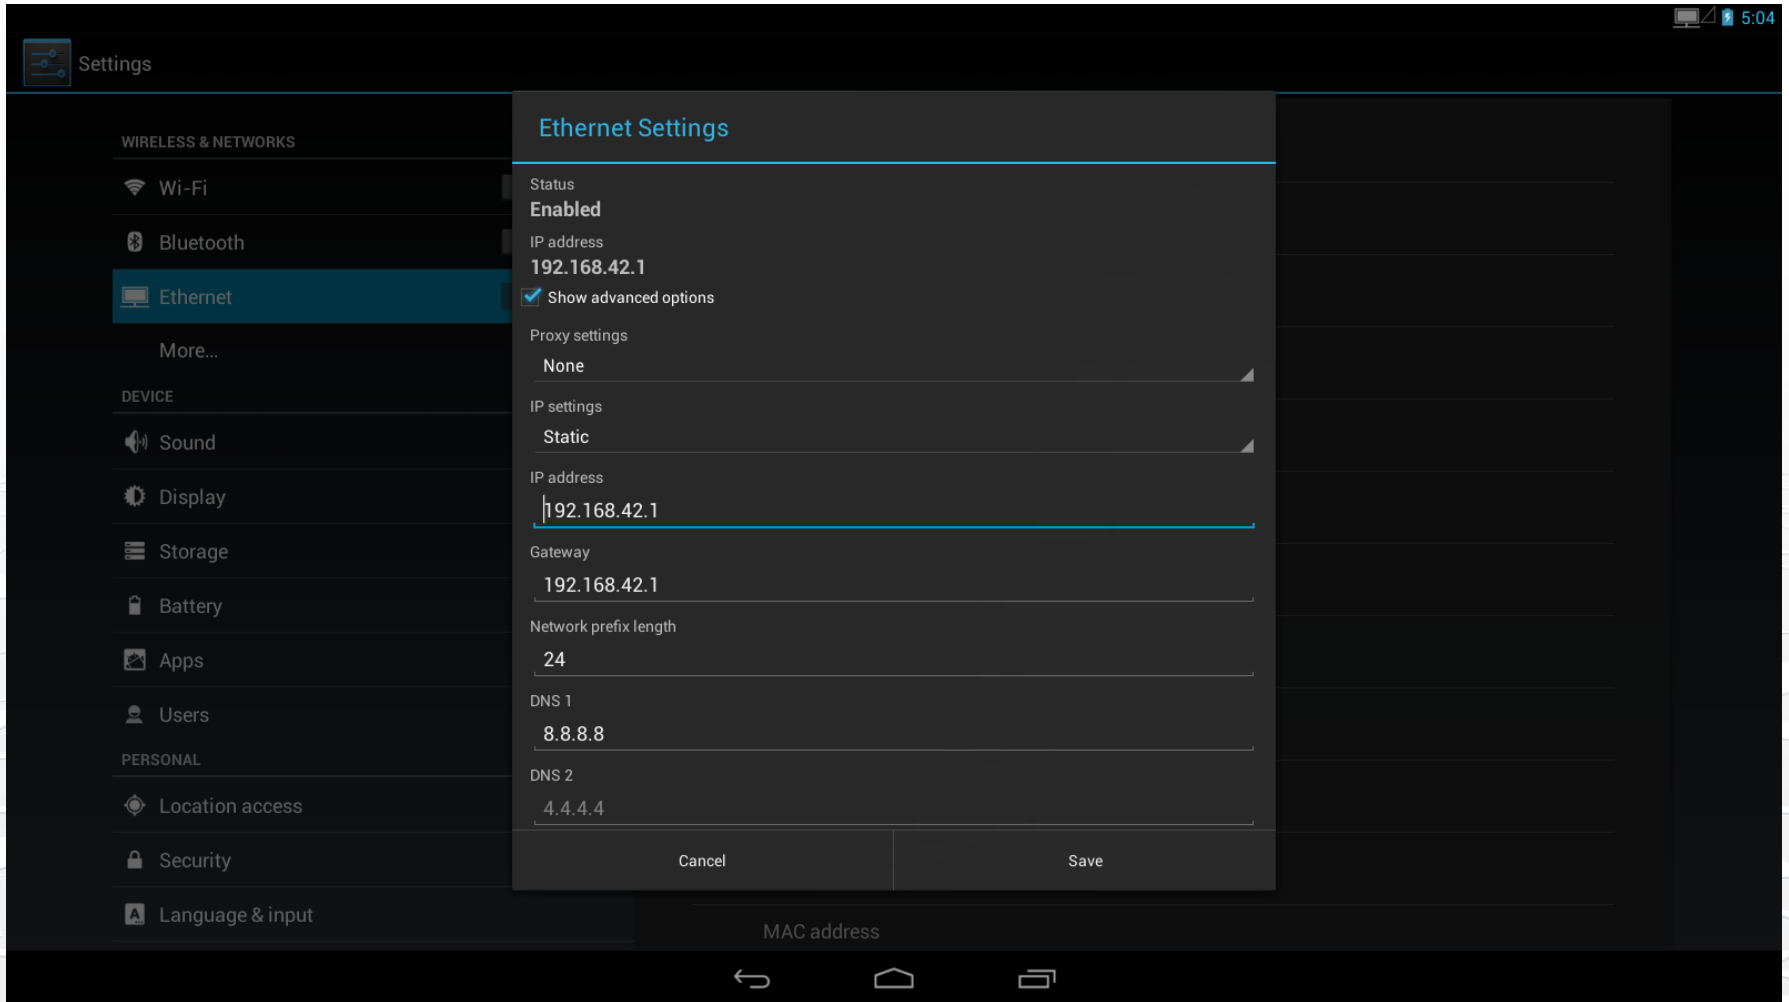 5:04
Settings
WIRELESS & NETWORKS
Wi-Fi
Bluetooth
Ethernet
More...
DEVICE
Sound
Display
Storage
Battery
Apps
Users
PERSONAL
Location access
Security
Language & input
Ethernet Settings
Status
Enabled
IP address
192.168.42.1
Show advanced options
Proxy settings
None
IP settings
Static
IP address
192.168.42.1
Gateway
192.168.42.1
Network prefix length
24
DNS 1
8.8.8.8
DNS 2
4.4.4.4
Cancel
Save
MAC address